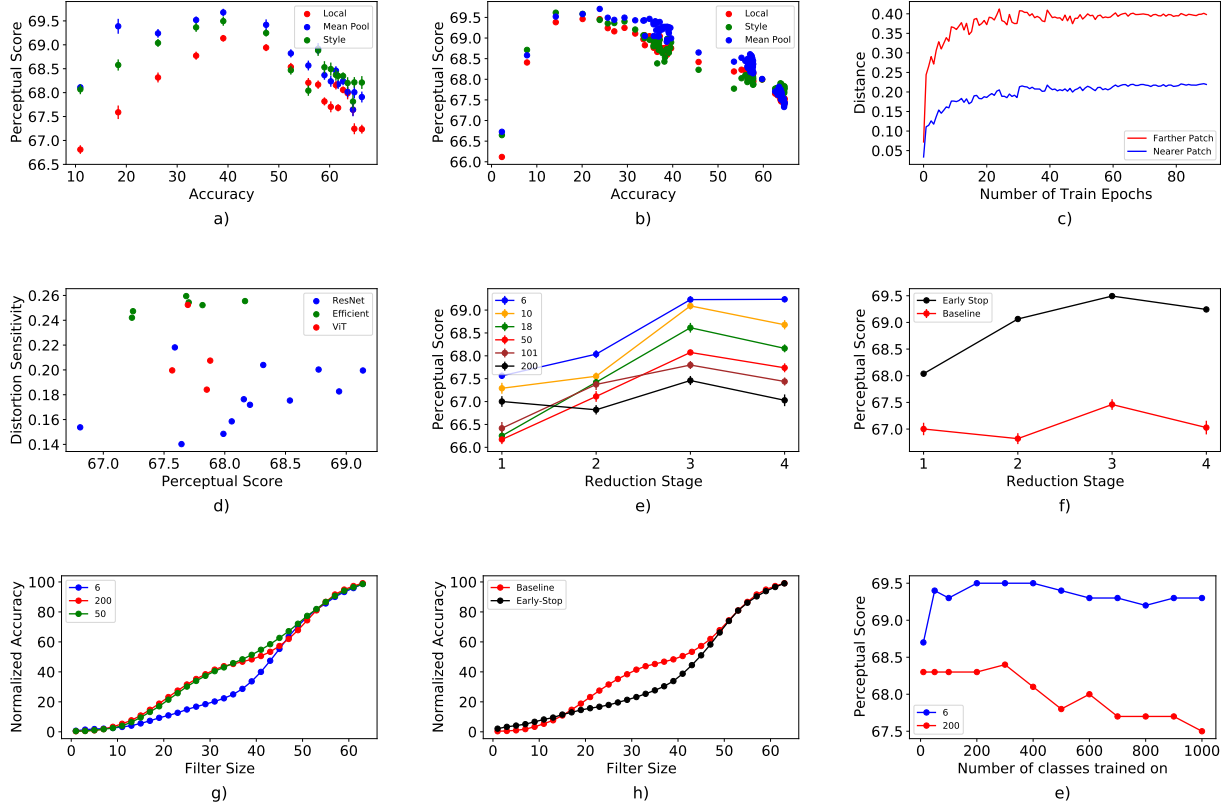 Perceptual Score
69.5
69.0
68.5
68.0
67.5
67.0
66.5
10 20 30 40 50 60
Accuracy
Local
Mean Pool
Style
a)
Perceptual Score
69.5
69.0
68.5
68.0
67.5
67.0
66.5
66.0
10 20 30 40 50 60
Accuracy
Local
Style
Mean Pool
b)
Distance
0.40
0.35
0.30
0.25
0.20
0.15
0.10
0.05
0 20 40 60 80
Number of Train Epochs
Farther Patch
Nearer Patch
c)
Distortion Sensitivity
0.26
0.24
0.22
0.20
0.18
0.16
0.14
67.0 67.5 68.0 68.5 69.0
Perceptual Score
ResNet
Efficient
ViT
d)
Perceptual Score
69.0
68.5
68.0
67.5
67.0
66.5
66.0
1 2 3 4
Reduction Stage
6
10
18
50
101
200
e)
Perceptual Score
69.5
69.0
68.5
68.0
67.5
67.0
1 2 3 4
Reduction Stage
Early Stop
Baseline
f)
Normalized Accuracy
100
80
60
40
20
0
0 10 20 30 40 50 60
Filter Size
6
200
50
g)
Normalized Accuracy
100
80
60
40
20
0
0 10 20 30 40 50 60
Filter Size
Baseline
Early-Stop
h)
Perceptual Score
69.5
69.0
68.5
68.0
67.5
0 200 400 600 800 1000
Number of classes trained on
6
200
e)